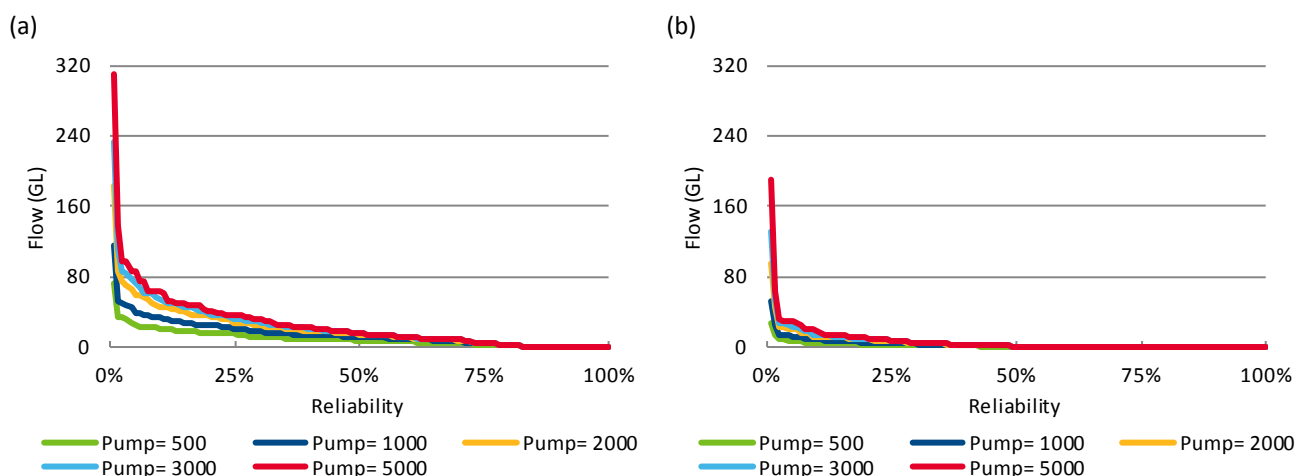 (a)
320
240
160
80
0
Flow (GL)
0% 25% 50% 75% 100%
Reliability
Pump= 500 Pump= 1000 Pump= 2000
Pump= 3000 Pump= 5000
(b)
320
240
160
80
0
Flow (GL)
0% 25% 50% 75% 100%
Reliability
Pump= 500 Pump= 1000 Pump= 2000
Pump= 3000 Pump= 5000